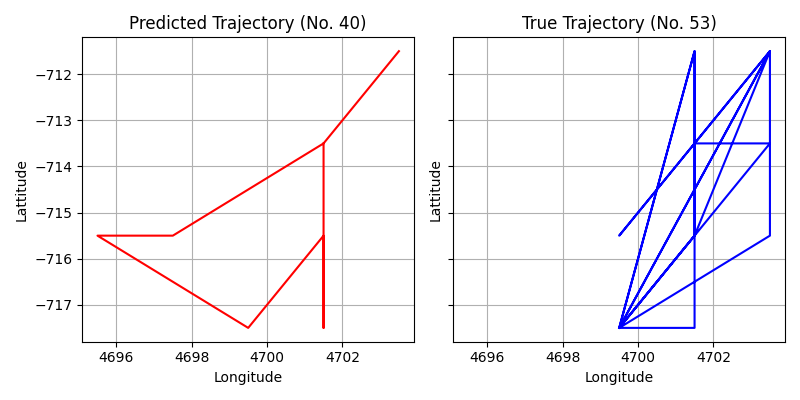 Predicted Trajectory (No. 40)
True Trajectory (No. 53)
Lattitude
−712
−713
−714
−715
−716
−717
4696
4698
4700
4702
Longitude
Lattitude
4696
4698
4700
4702
Longitude